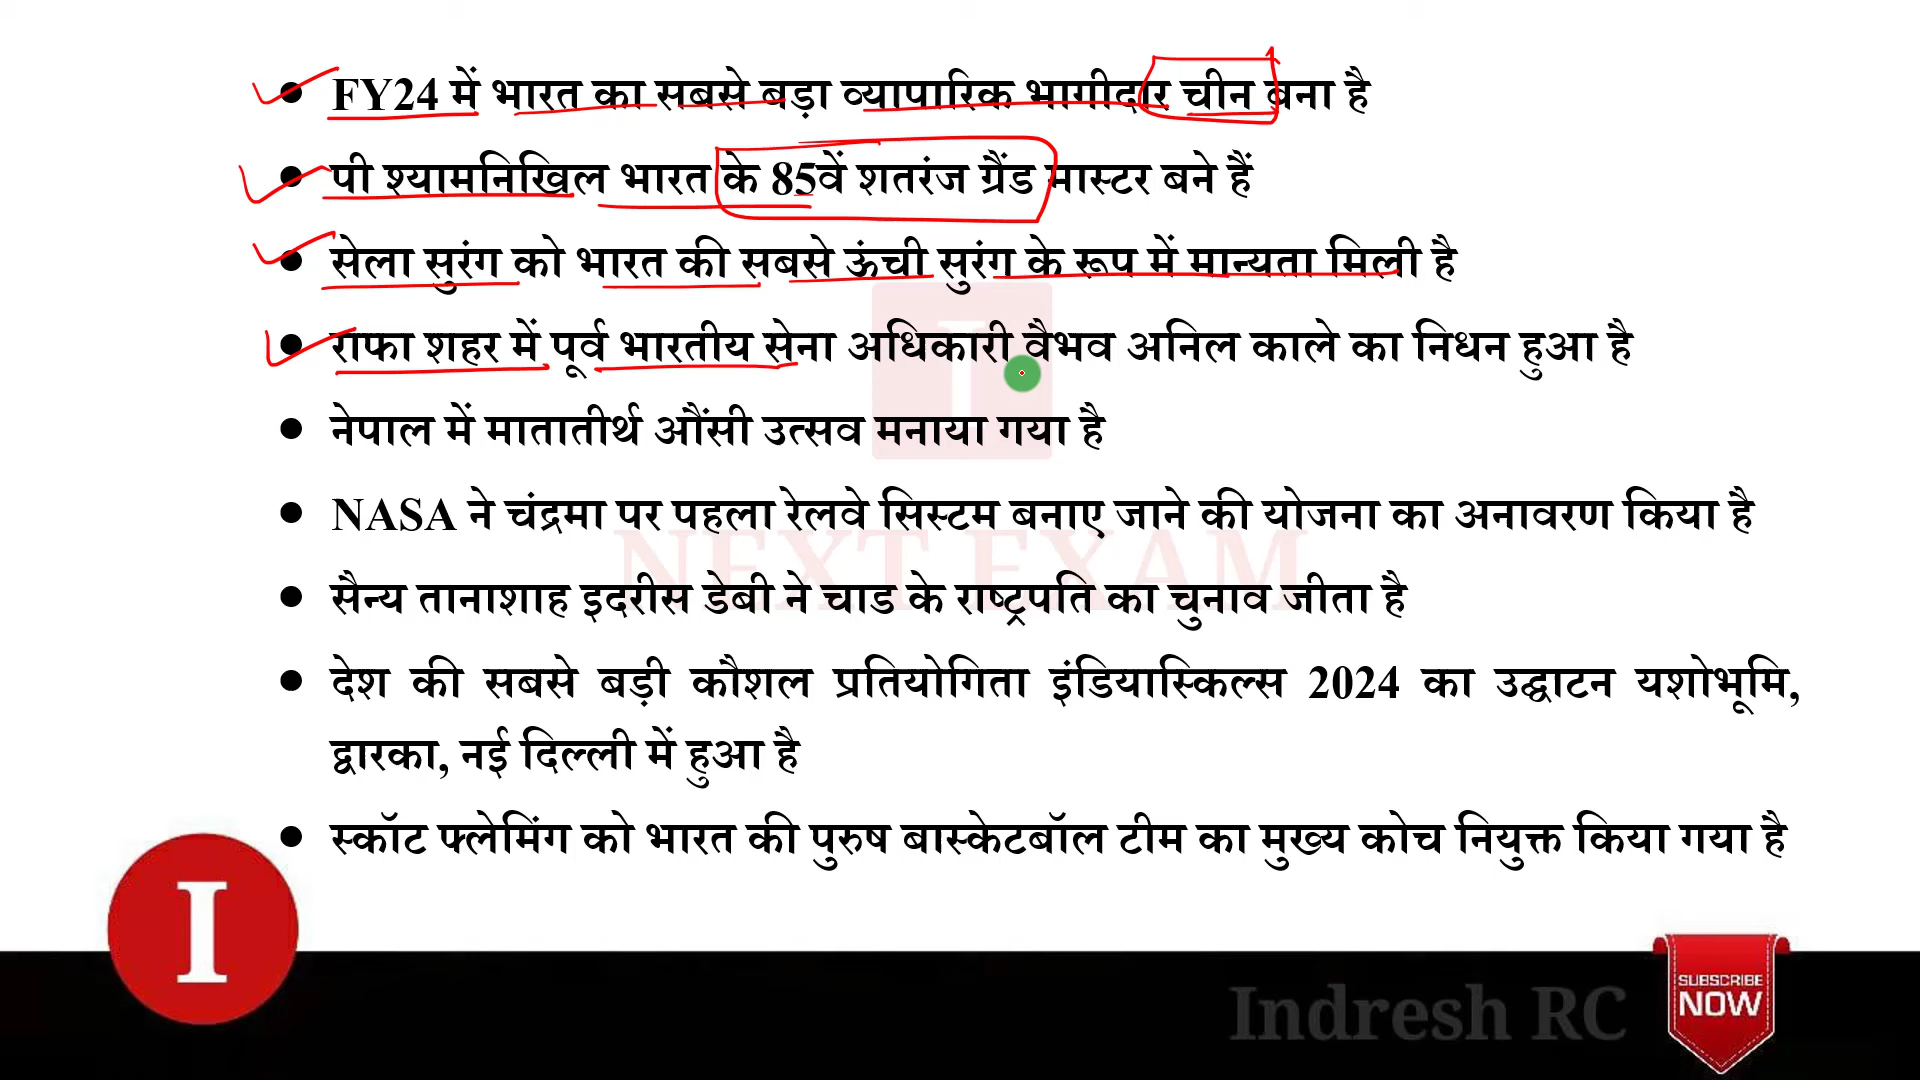 • FY24 में भारत का सबसे बड़ा व्यापारिक भागीदार चीन बना है
• पी श्यामनिखिल भारत के 85वें शतरंज ग्रैंड मास्टर बने हैं
• सेला सुरंग को भारत की सबसे ऊंची सुरंग के रूप में मान्यता मिली है
• राफा शहर में पूर्व भारतीय सेना अधिकारी वैभव अनिल काले का निधन हुआ है
• नेपाल में मातातीर्थ औंसी उत्सव मनाया गया है
• NASA ने चंद्रमा पर पहला रेलवे सिस्टम बनाए जाने की योजना का अनावरण किया है
• सैन्य तानाशाह इदरीस डेबी ने चाड के राष्ट्रपति का चुनाव जीता है
• देश की सबसे बड़ी कौशल प्रतियोगिता इंडियास्किल्स 2024 का उद्घाटन यशोभूमि,
द्वारका, नई दिल्ली में हुआ है
• स्कॉट फ्लेमिंग को भारत की पुरुष बास्केटबॉल टीम का मुख्य कोच नियुक्त किया गया है
I
NEXT EXAM
I
Indresh RC
SUBSCRIBE
NOW